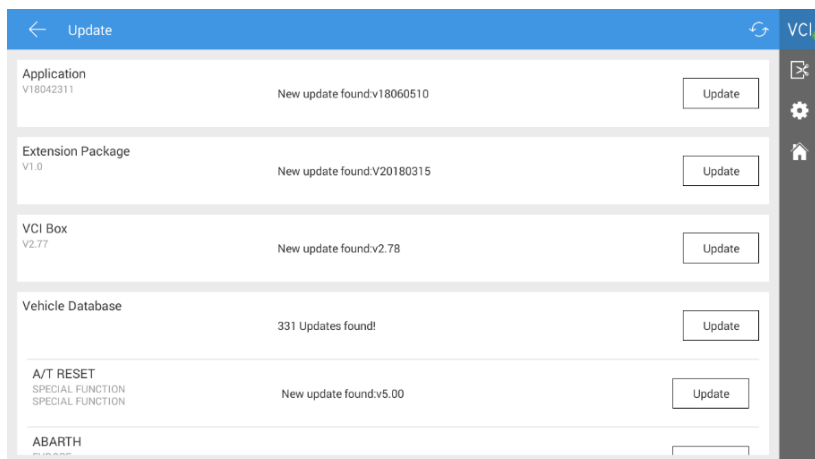 Update
VCI
Application
V18042311
New update found:v18060510
Update
Extension Package
V1.0
New update found:V20180315
Update
VCI Box
V2.77
New update found:v2.78
Update
Vehicle Database
331 Updates found!
Update
A/T RESET
SPECIAL FUNCTION
SPECIAL FUNCTION
New update found:v5.00
Update
ABARTH